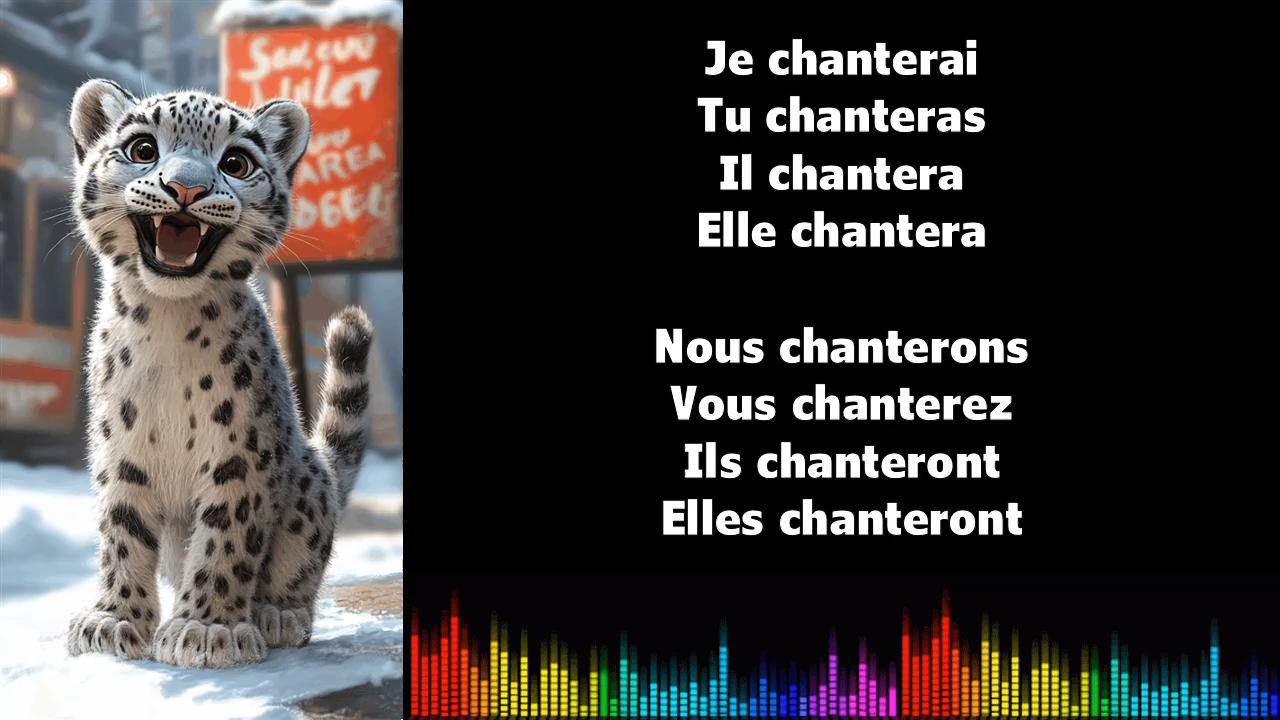 Je chanterai
Tu chanteras
Il chantera
Elle chantera
Nous chanterons
Vous chanterez
Ils chanteront
Elles chanteront